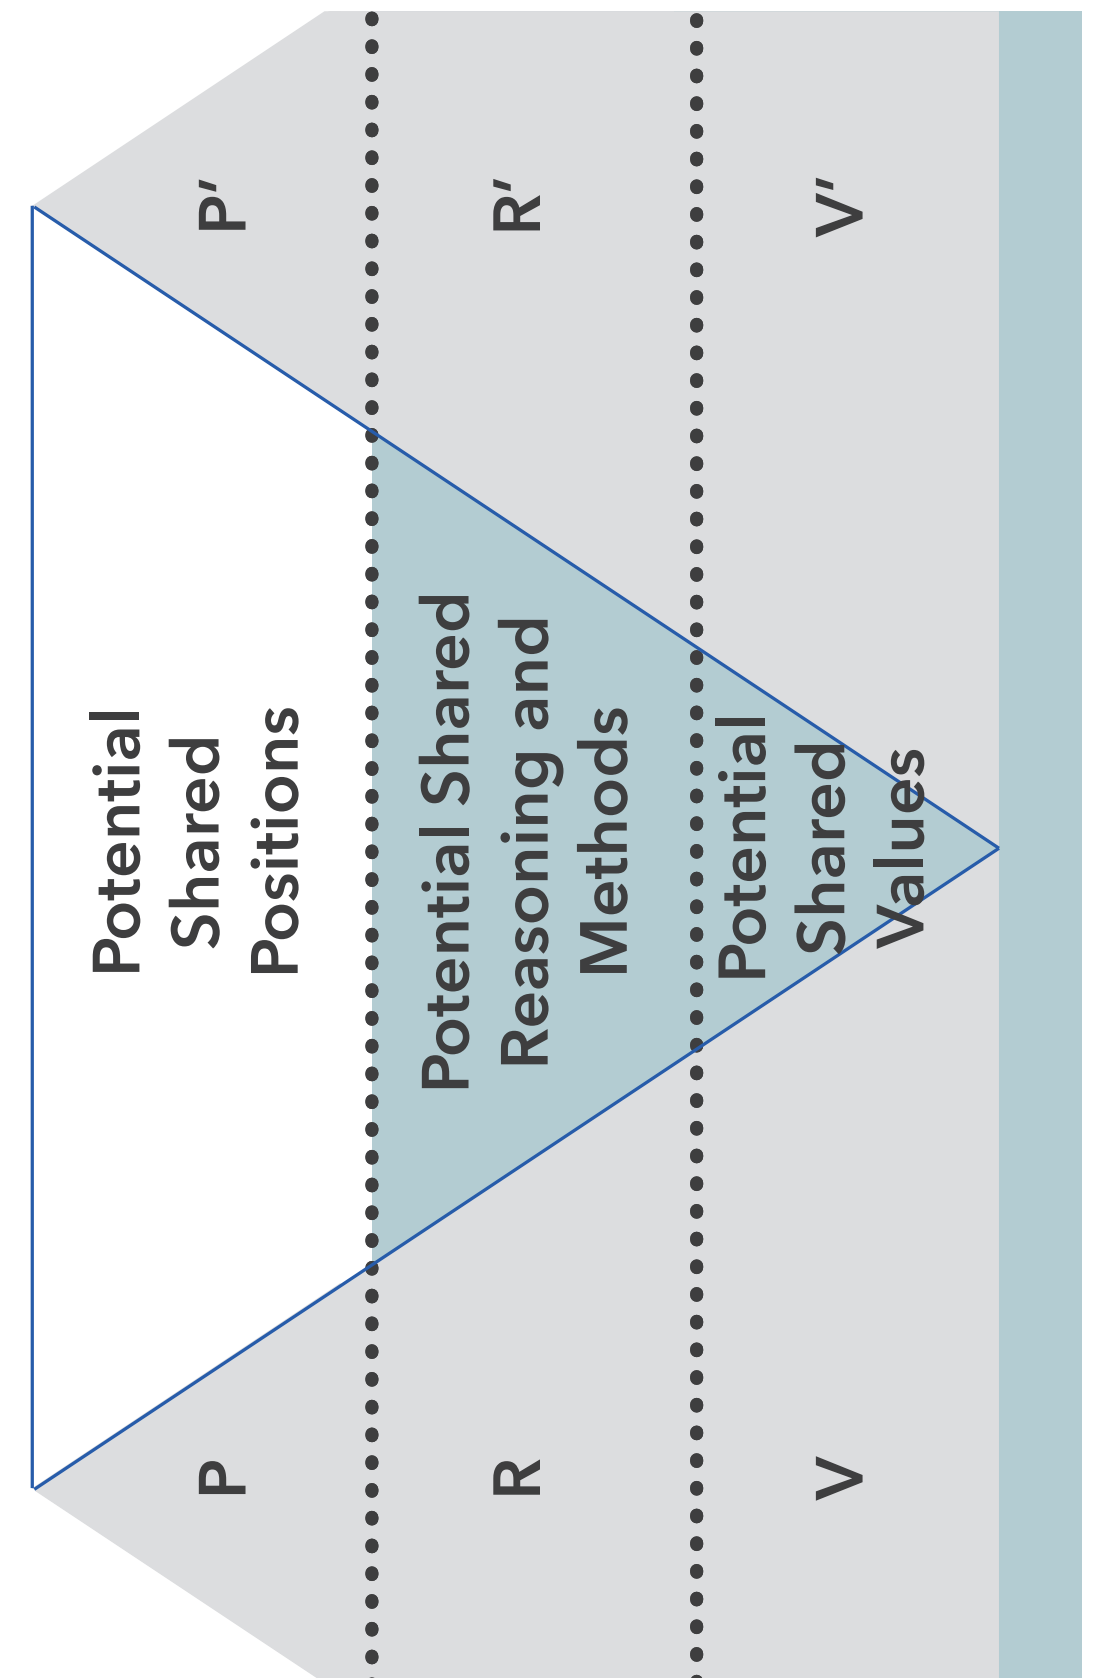 Potential
Shared
Positions
P
P’
Potential Shared
Reasoning and
Methods
R
R’
Potential
Shared
Values
V
V’